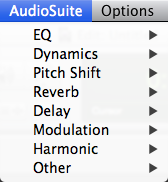 AudioSuite Options
EQ
Dynamics
Pitch Shift
Reverb
Delay
Modulation
Harmonic
Other